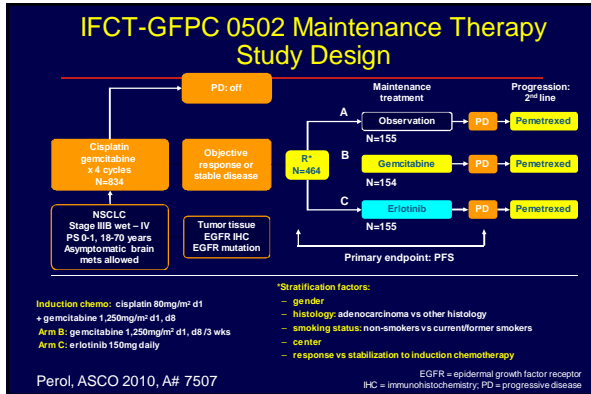 IFCT-GFPC 0502 Maintenance Therapy
Study Design
PD: off
Cisplatin
gemcitabine
x 4 cycles
N=834
Objective
response or
stable disease
NSCLC
Stage IIIB wet – IV
PS 0-1, 18-70 years
Asymptomatic brain
mets allowed
Tumor tissue
EGFR IHC
EGFR mutation
R*
N=464
Maintenance
treatment
Progression:
2nd line
A
Observation
PD
Pemetrexed
N=155
B
Gemcitabine
PD
Pemetrexed
N=154
C
Erlotinib
PD
Pemetrexed
N=155
Primary endpoint: PFS
Induction chemo: cisplatin 80mg/m² d1
+ gemcitabine 1,250mg/m² d1, d8
Arm B: gemcitabine 1,250mg/m² d1, d8 /3 wks
Arm C: erlotinib 150mg daily
*Stratification factors:
– gender
– histology: adenocarcinoma vs other histology
– smoking status: non-smokers vs current/former smokers
– center
– response vs stabilization to induction chemotherapy
Perol, ASCO 2010, A# 7507
EGFR = epidermal growth factor receptor
IHC = immunohistochemistry; PD = progressive disease